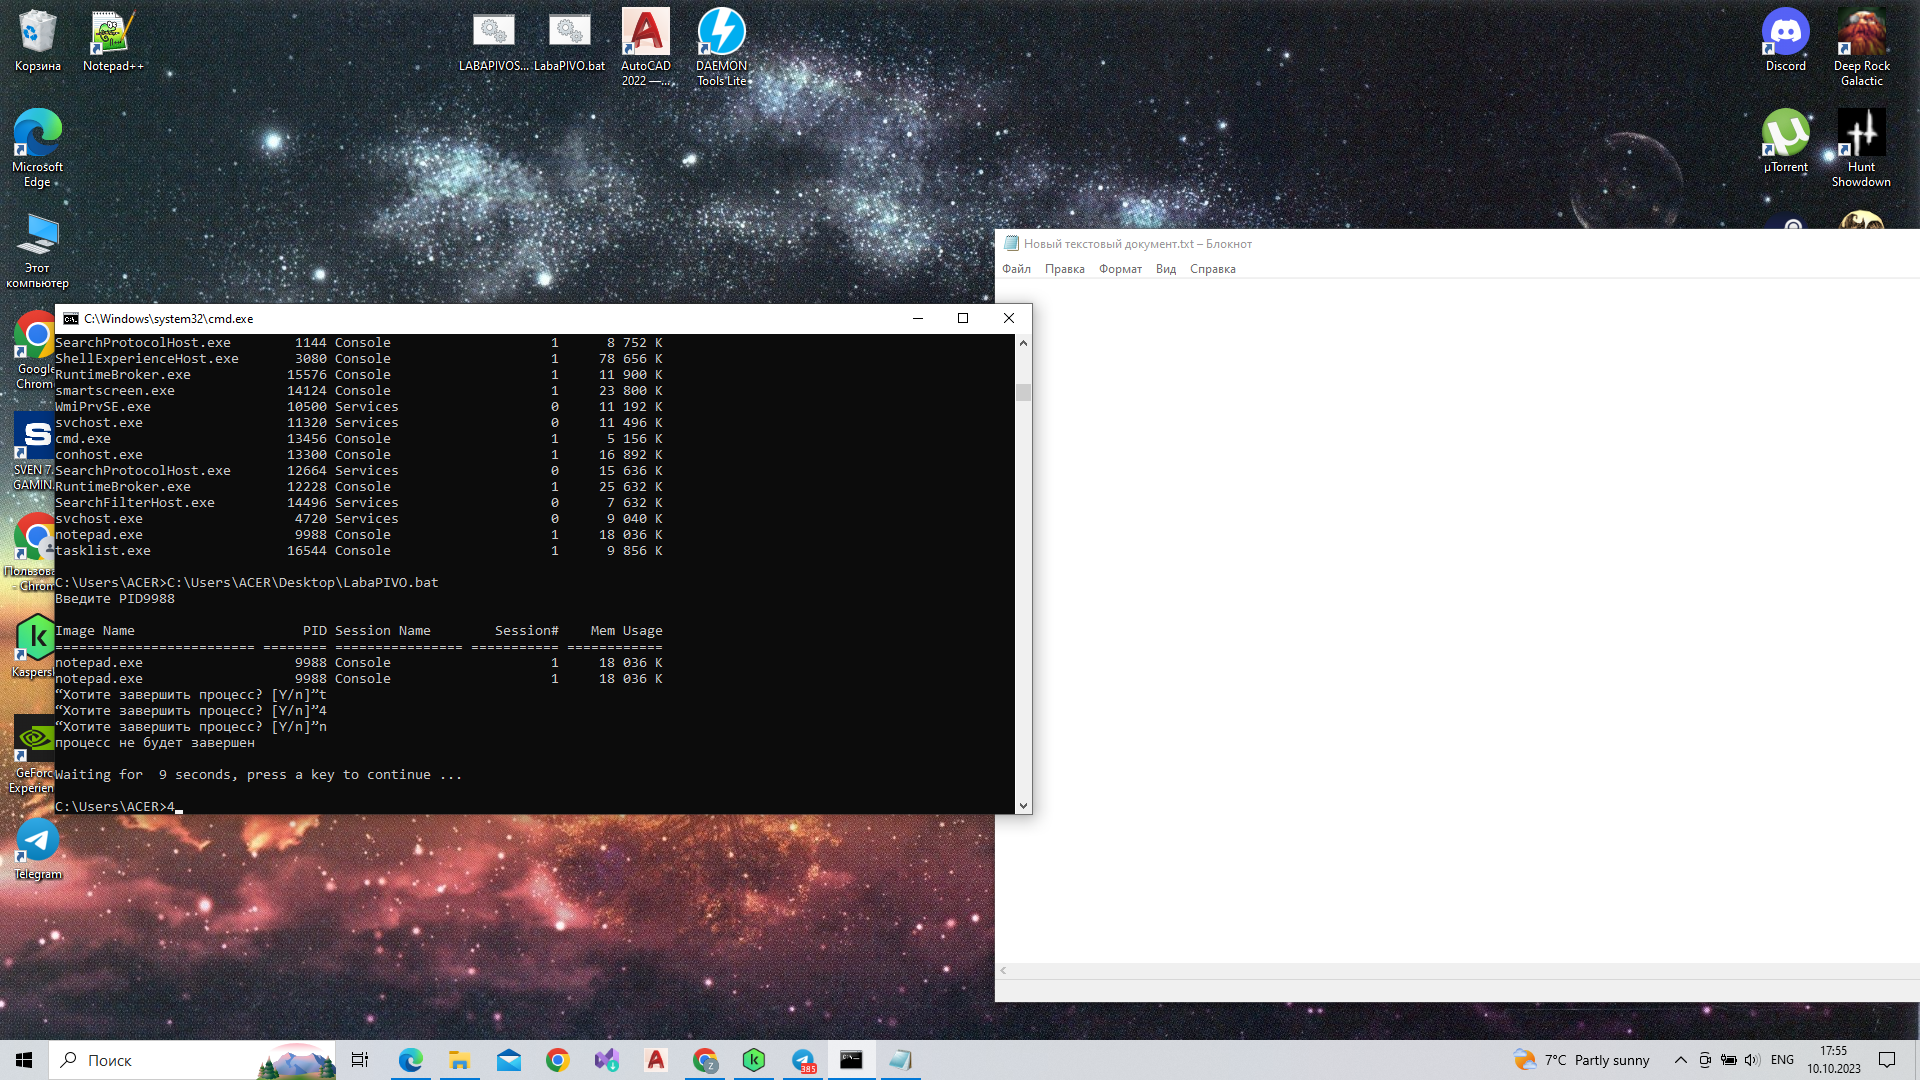 Корзина
Notepad++
LABAPIVOS...
LabaPIVO.bat
AutoCAD
2022 —...
DAEMON
Tools Lite
Discord
Deep Rock
Galactic
Microsoft
Edge
µTorrent
Hunt
Showdown
Этот
компьютер
Новый текстовый документ.txt – Блокнот
Файл Правка Формат Вид Справка
C:\Windows\system32\cmd.exe
SearchProtocolHost.exe 1144 Console 1 8 752 K
ShellExperienceHost.exe 3080 Console 1 78 656 K
RuntimeBroker.exe 15576 Console 1 11 900 K
smartscreen.exe 14124 Console 1 23 800 K
WmiPrvSE.exe 10500 Services 0 11 192 K
svchost.exe 11320 Services 0 11 496 K
cmd.exe 13456 Console 1 5 156 K
conhost.exe 13300 Console 1 16 892 K
SearchProtocolHost.exe 12664 Services 0 15 636 K
RuntimeBroker.exe 12228 Console 1 25 632 K
SearchFilterHost.exe 14496 Services 0 7 632 K
svchost.exe 4720 Services 0 9 040 K
notepad.exe 9988 Console 1 18 036 K
tasklist.exe 16544 Console 1 9 856 K
C:\Users\ACER>C:\Users\ACER\Desktop\LabaPIVO.bat
Введите PID9988
Image Name PID Session Name Session# Mem Usage
========================= ======== ================ =========== ============
notepad.exe 9988 Console 1 18 036 K
notepad.exe 9988 Console 1 18 036 K
“Хотите завершить процесс? [Y/n]”t
“Хотите завершить процесс? [Y/n]”4
“Хотите завершить процесс? [Y/n]”n
процесс не будет завершен
Waiting for 9 seconds, press a key to continue ...
C:\Users\ACER>4
Google
Chrom
SVEN 7.
GAMIN.
Пользова
- Chrom
Kaspers
GeForc
Experien
Telegram
Поиск
385
7°C Partly sunny
ENG
17:55
10.10.2023